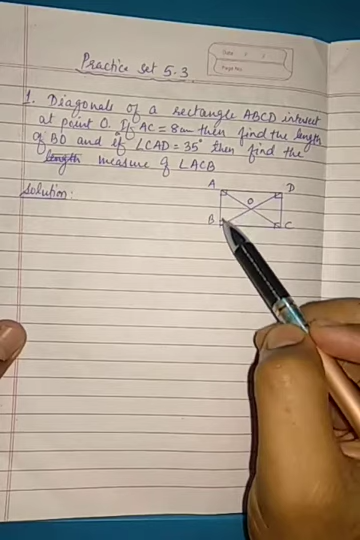 Practice Set 5.3
Date / /
Page No.
1. Diagonals of a rectangle ABCD intersect
at point O. If AC = 8cm then find the length
of BO and if ∠CAD = 35° then find the
measure of ∠ACB
Solution:
A D
O
B C